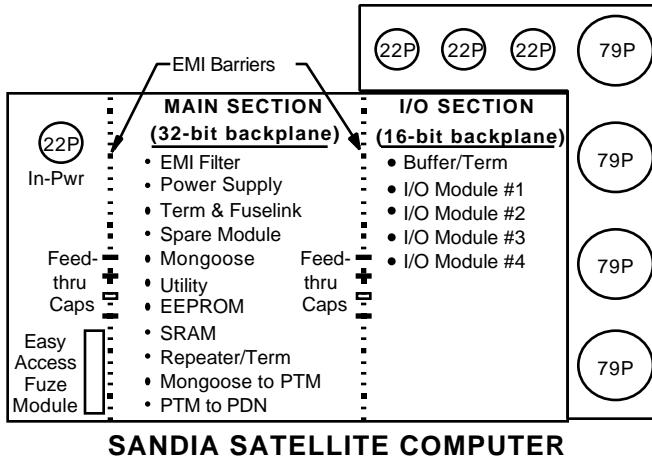 22P 22P 22P 79P
EMI Barriers
22P
In-Pwr
Feed-
thru
Caps
Easy
Access
Fuze
Module
MAIN SECTION
(32-bit backplane)
• EMI Filter
• Power Supply
• Term & Fuselink
• Spare Module
• Mongoose
• Utility
• EEPROM
• SRAM
• Repeater/Term
• Mongoose to PTM
• PTM to PDN
Feed-
thru
Caps
I/O SECTION
(16-bit backplane)
• Buffer/Term
• I/O Module #1
• I/O Module #2
• I/O Module #3
• I/O Module #4
79P
79P
79P
SANDIA SATELLITE COMPUTER